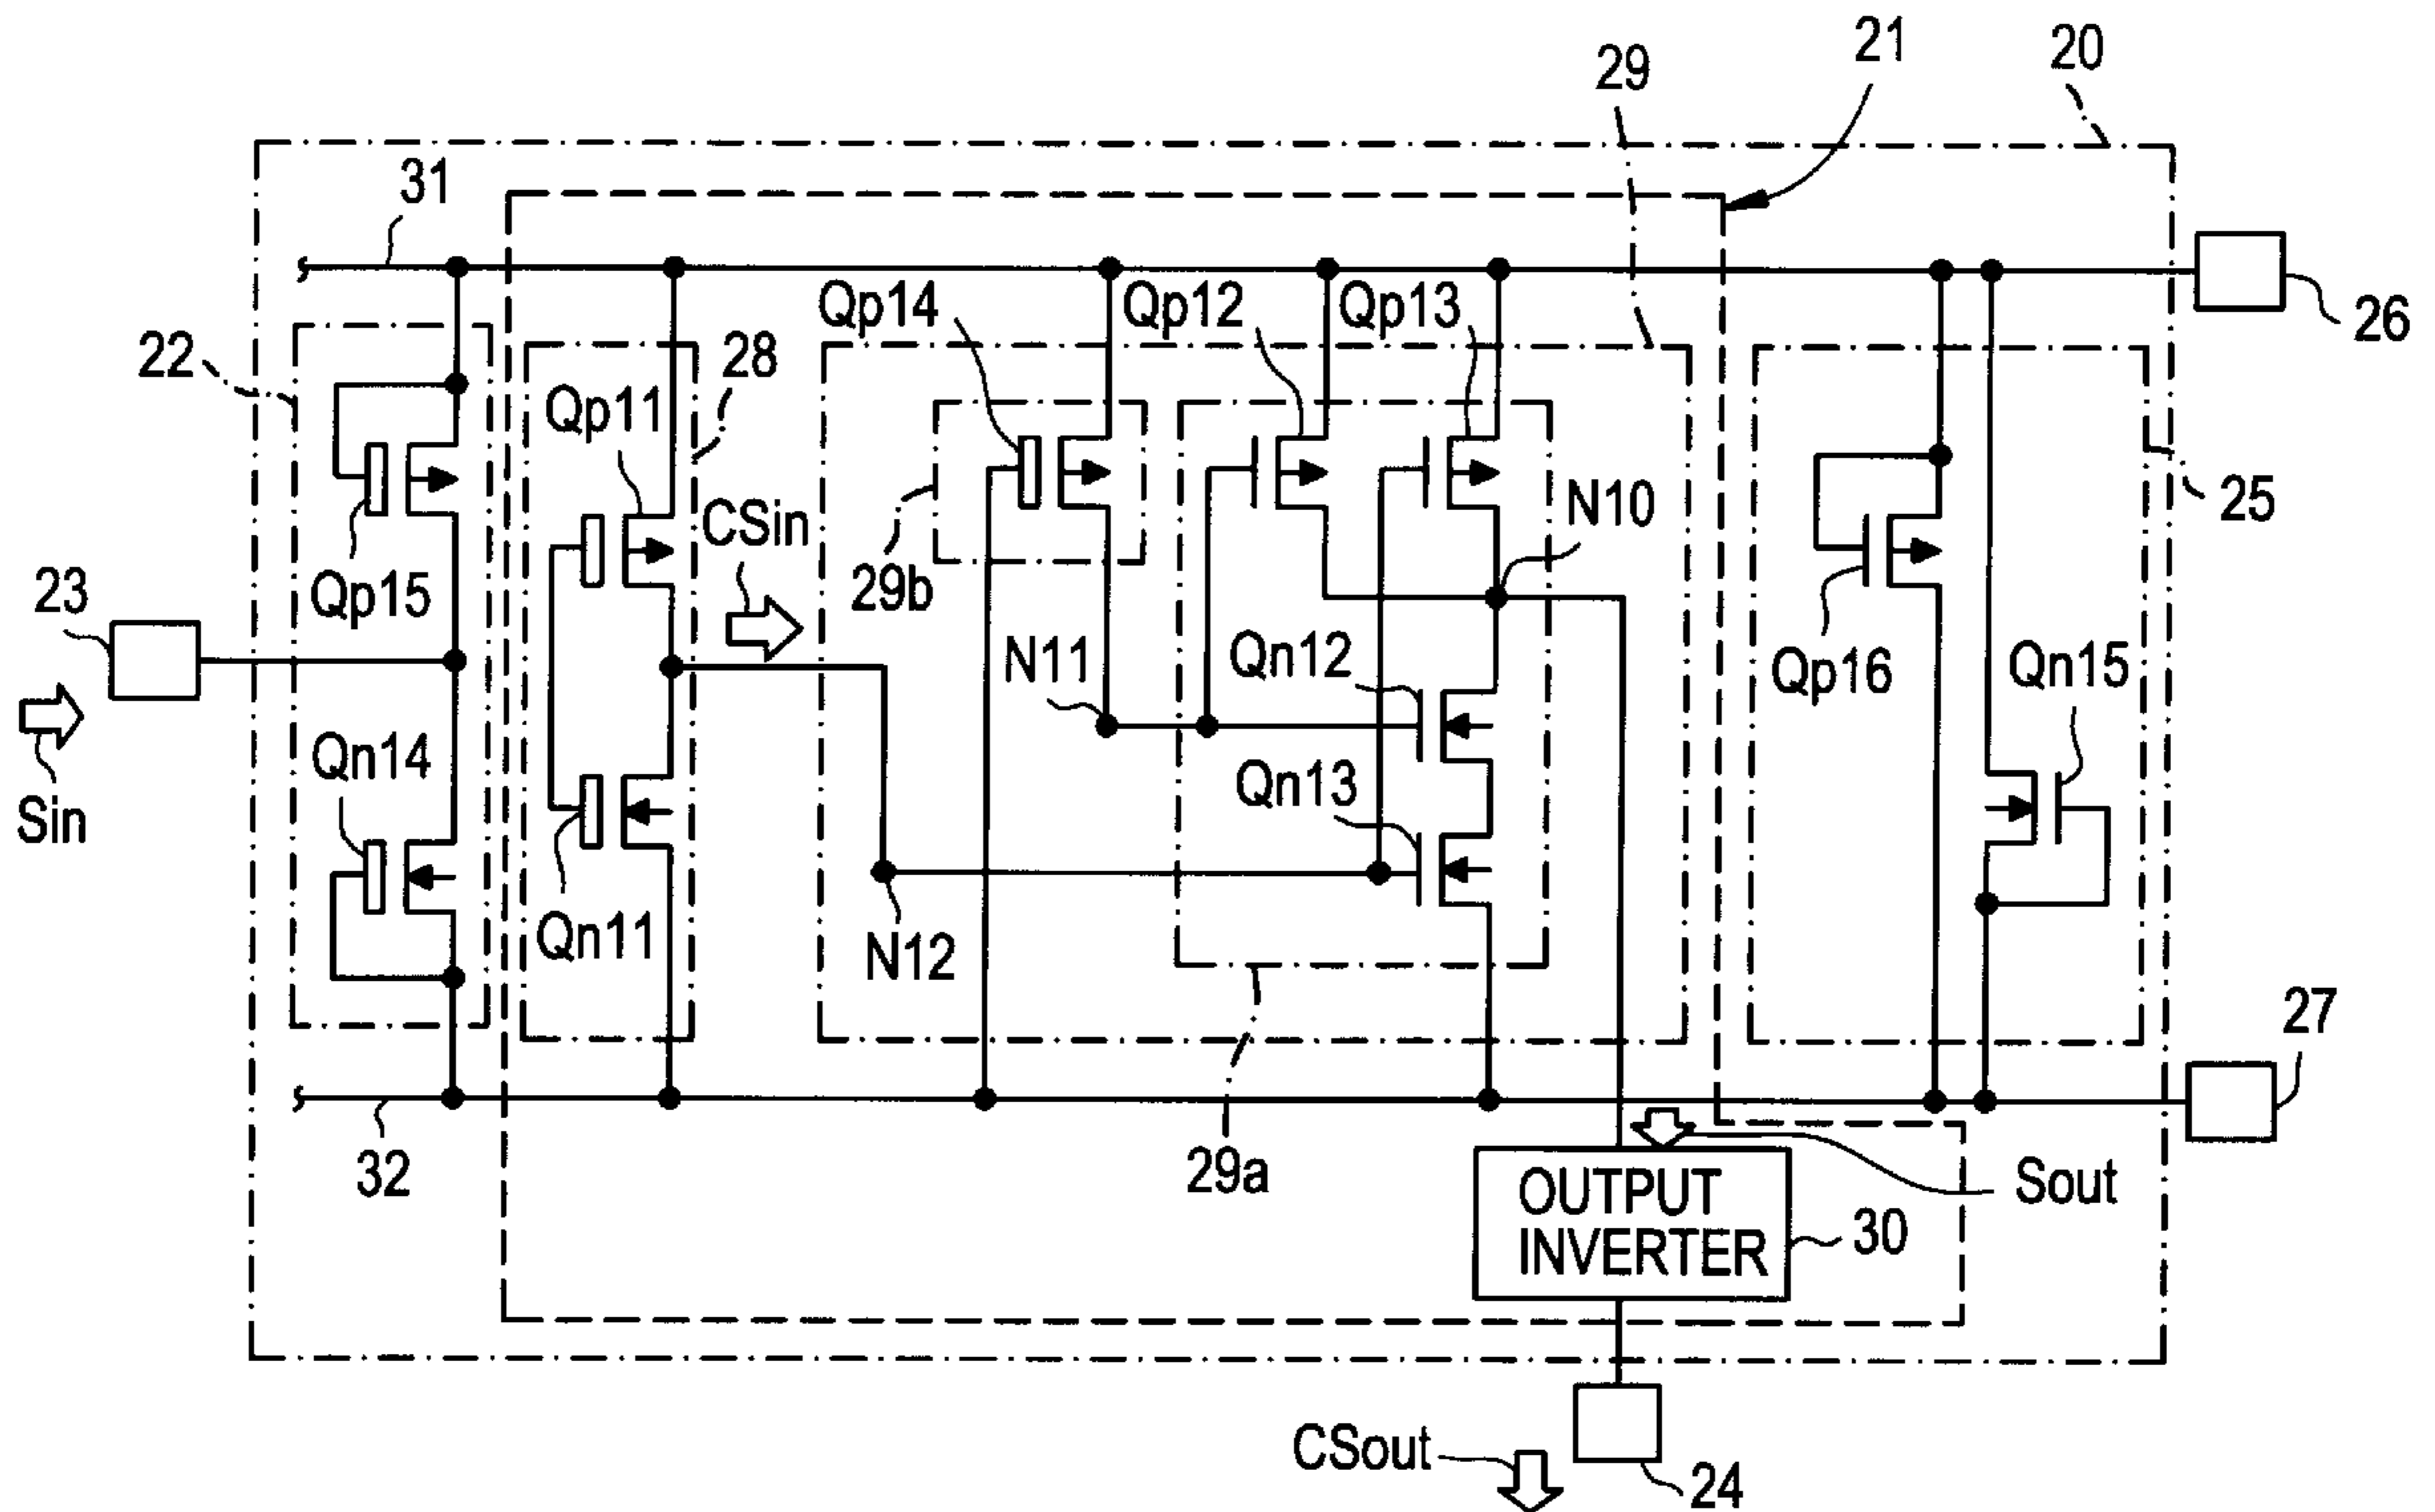 21
20
29
31
Qp14
Qp12
Qp13
26
22
28
Qp11
CSin
N10
25
23
Qp15
29b
N11
Qn12
Qp16
Qn15
Qn14
Qn13
Sin
Qn11
N12
27
32
29a
Sout
OUTPUT
INVERTER
30
CSout
24